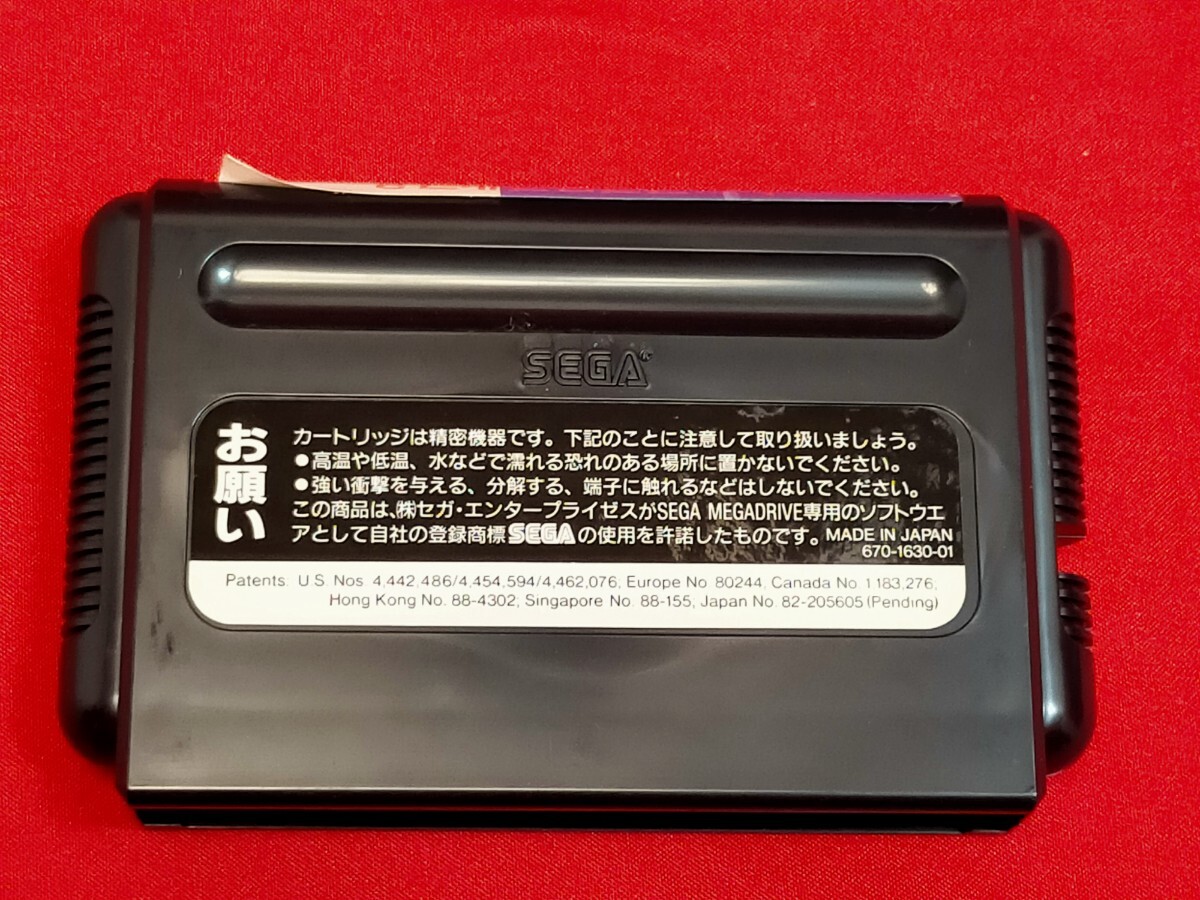 SEGA®
お願い
カートリッジは精密機器です。下記のことに注意して取り扱いましょう。
●高温や低温、水などで濡れる恐れのある場所に置かないでください。
●強い衝撃を与える、分解する、端子に触れるなどはしないでください。
この商品は、㈱セガ・エンタープライゼスがSEGA MEGADRIVE専用のソフトウエ
アとして自社の登録商標SEGAの使用を許諾したものです。MADE IN JAPAN
670-1630-01
Patents: U.S. Nos. 4,442,486/4,454,594/4,462,076; Europe No. 80244; Canada No. 1,183,276;
Hong Kong No. 88-4302; Singapore No. 88-155; Japan No. 82-205605 (Pending)